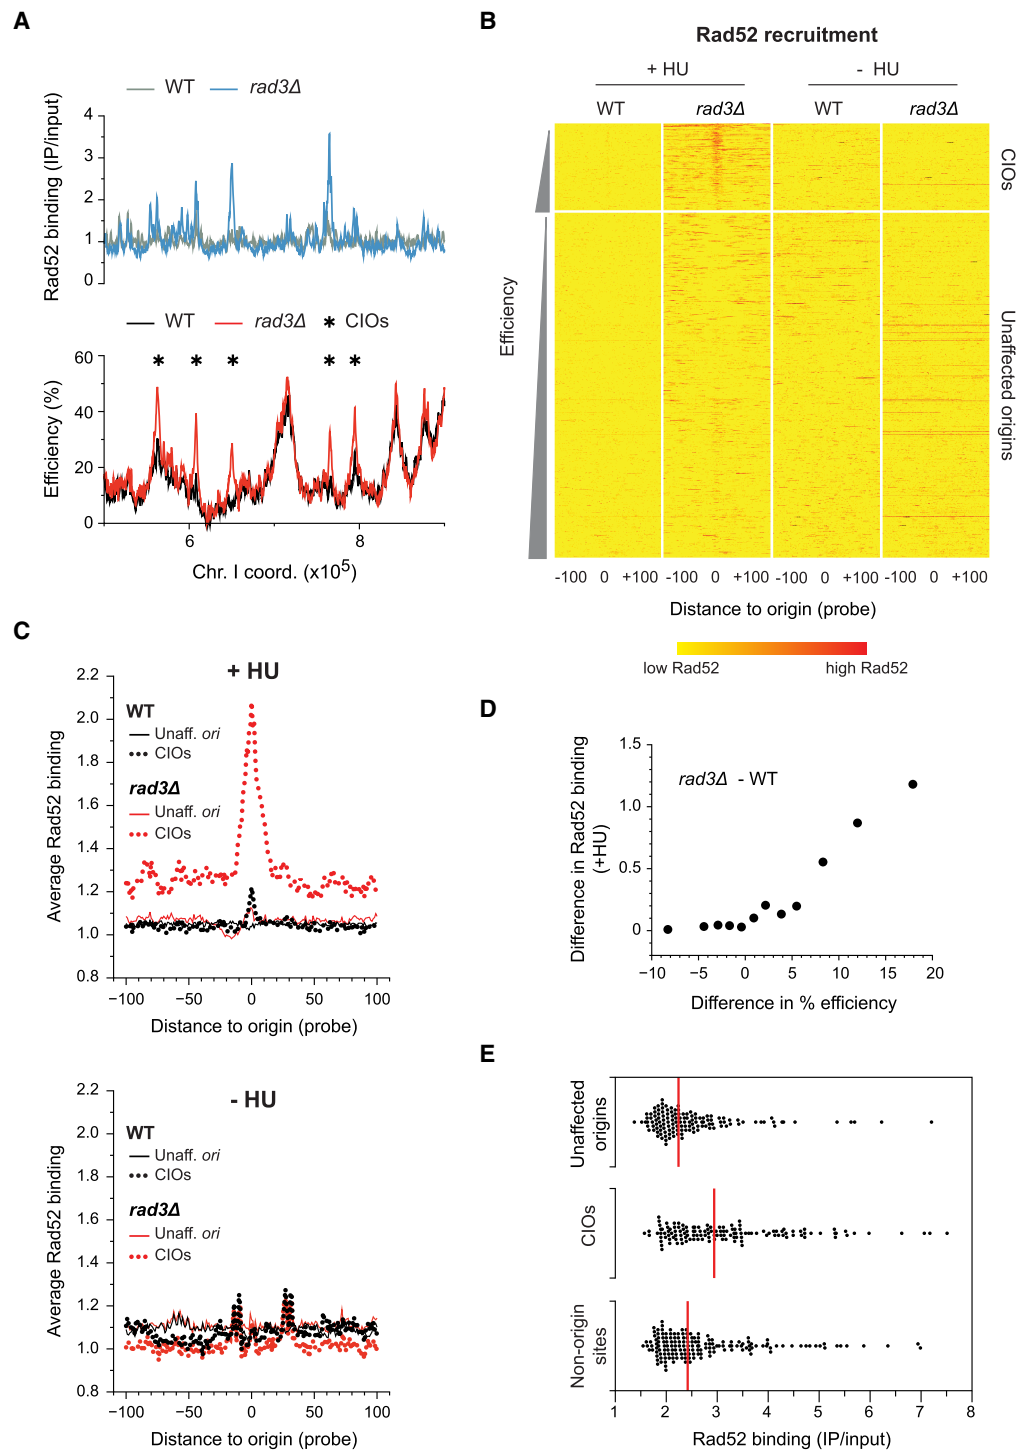 A
WT rad3Δ
Rad52 binding (IP/input)
4
3
2
1
0
WT rad3Δ * CIOs
* * * * *
Efficiency (%)
60
40
20
0
6 8
Chr. I coord. (x10⁵)
B
Rad52 recruitment
+ HU - HU
WT rad3Δ WT rad3Δ
CIOs
Unaffected origins
Efficiency
-100 0 +100 -100 0 +100 -100 0 +100 -100 0 +100
Distance to origin (probe)
low Rad52 high Rad52
C
+ HU
Average Rad52 binding
2.2
2.0
1.8
1.6
1.4
1.2
1.0
0.8
WT
Unaff. ori
CIOs
rad3Δ
Unaff. ori
CIOs
−100 −50 0 50 100
Distance to origin (probe)
- HU
Average Rad52 binding
2.2
2.0
1.8
1.6
1.4
1.2
1.0
0.8
WT
Unaff. ori
CIOs
rad3Δ
Unaff. ori
CIOs
−100 −50 0 50 100
Distance to origin (probe)
D
Difference in Rad52 binding
(+HU)
1.5
1.0
0.5
0
rad3Δ - WT
−10 −5 0 5 10 15 20
Difference in % efficiency
E
Unaffected
origins
CIOs
Non-origin
sites
1 2 3 4 5 6 7 8
Rad52 binding (IP/input)